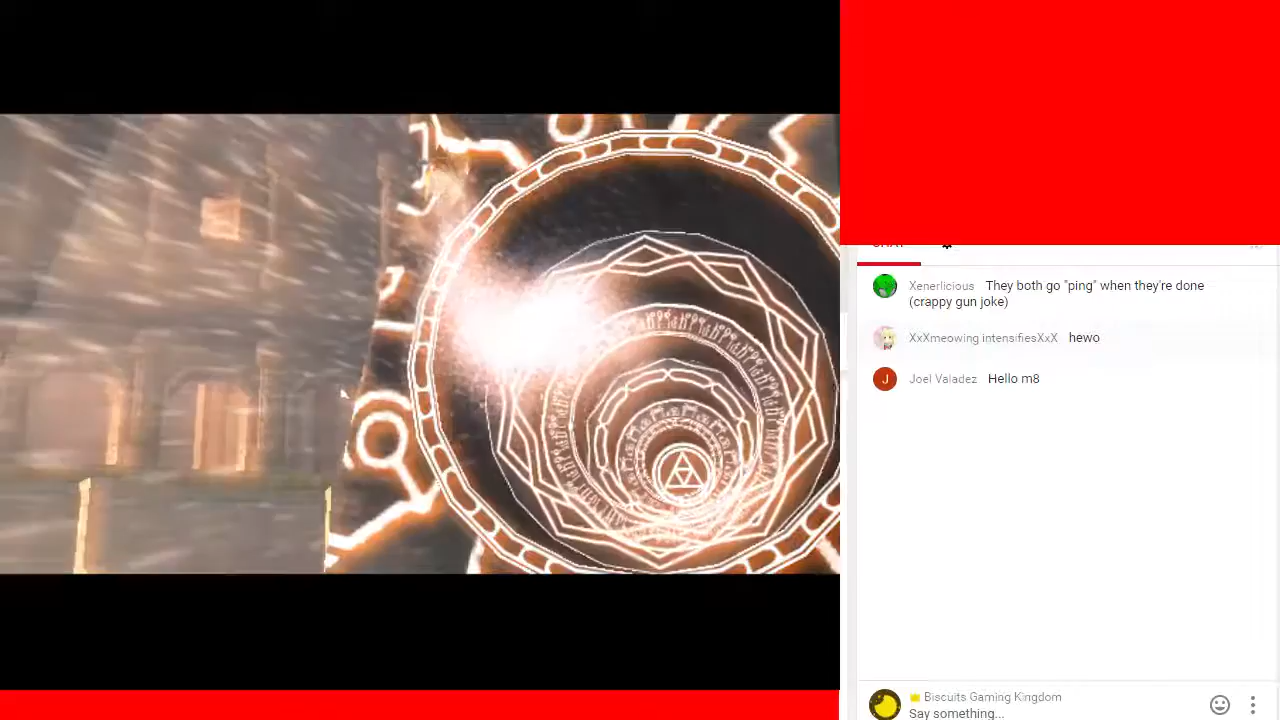 Xenerlicious They both go "ping" when they're done
(crappy gun joke)
XxXmeowing intensifiesXxX hewo
J Joel Valadez Hello m8
Biscuits Gaming Kingdom
Say something...